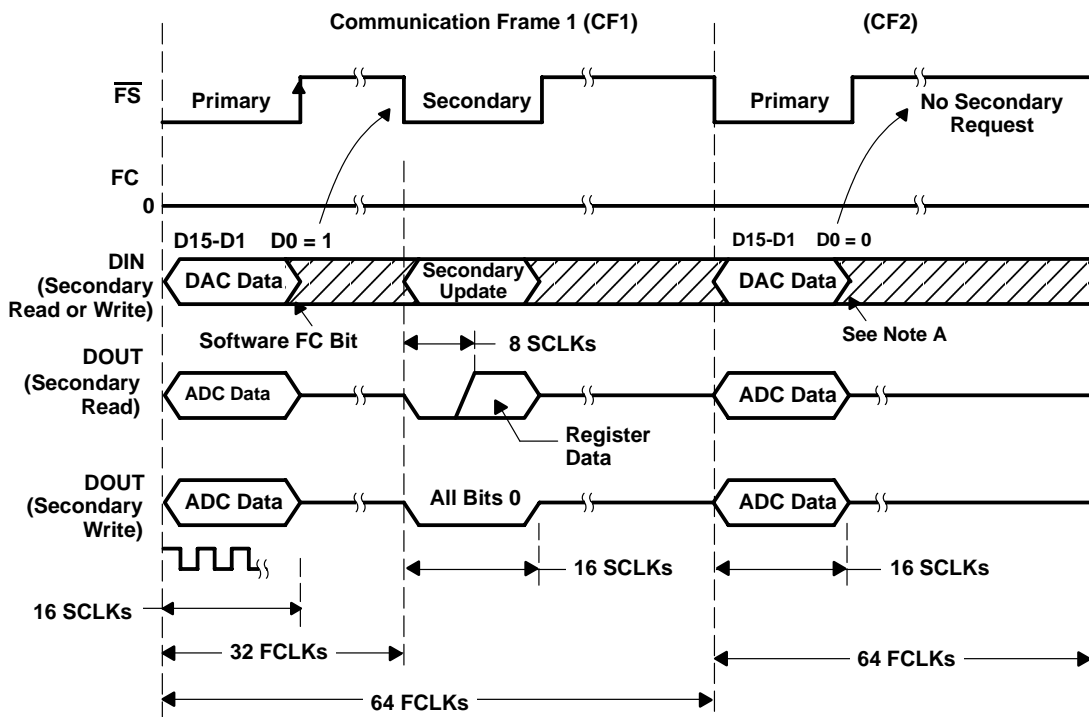 Communication Frame 1 (CF1)
(CF2)
FS
Primary
Secondary
Primary
No Secondary
Request
FC
0
D15-D1
D0 = 1
D15-D1
D0 = 0
DIN
(Secondary
Read or Write)
DAC Data
Secondary
Update
DAC Data
Software FC Bit
See Note A
8 SCLKs
DOUT
(Secondary
Read)
ADC Data
ADC Data
Register
Data
DOUT
(Secondary
Write)
ADC Data
All Bits 0
ADC Data
16 SCLKs
16 SCLKs
16 SCLKs
32 FCLKs
64 FCLKs
64 FCLKs